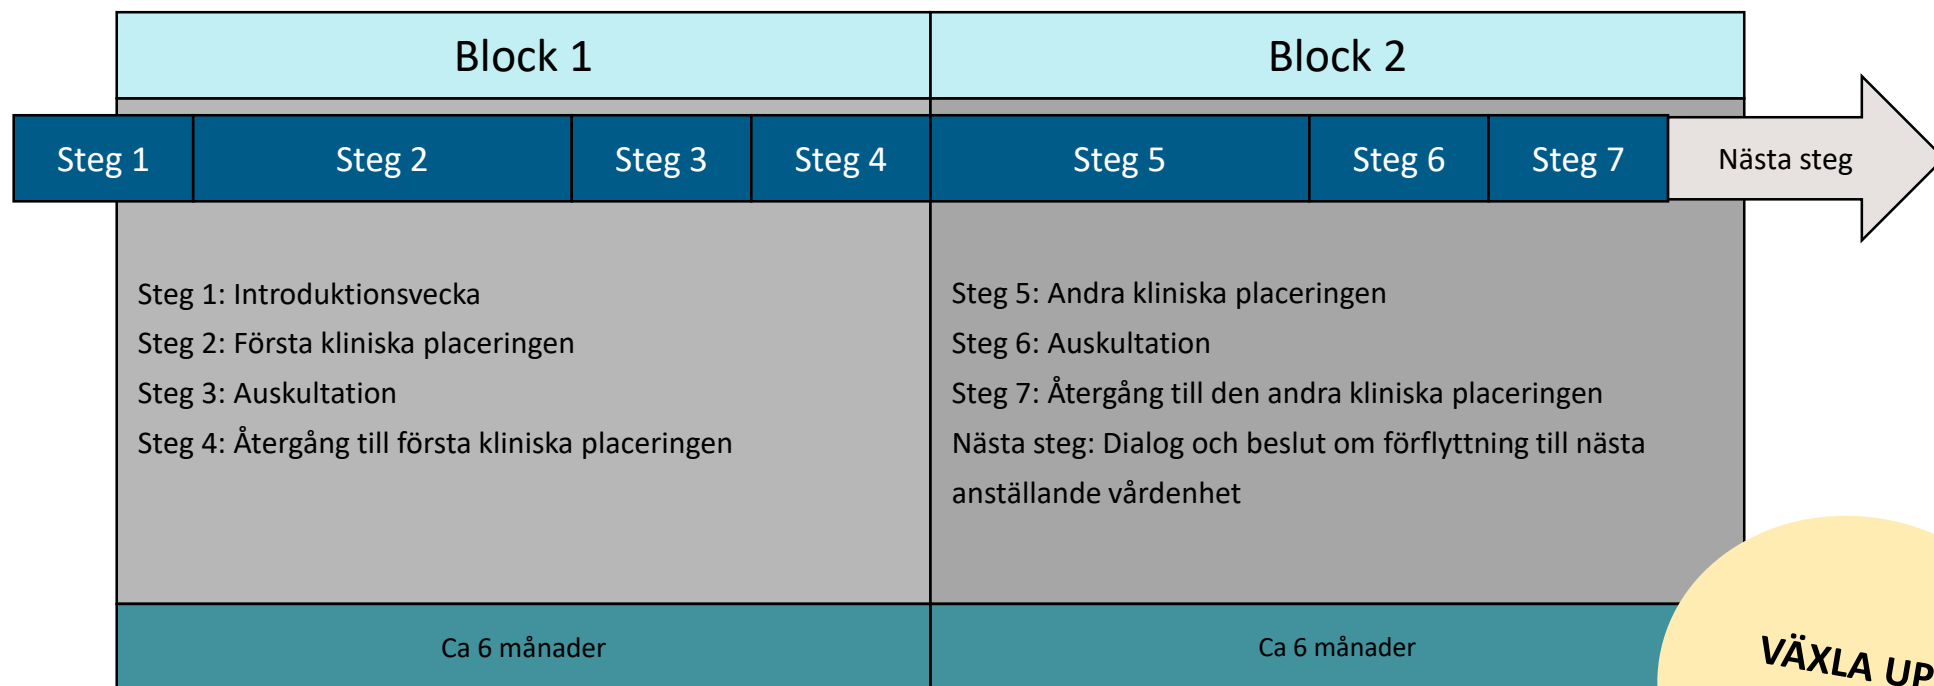 Block 1
Block 2
Steg 1
Steg 2
Steg 3
Steg 4
Steg 5
Steg 6
Steg 7
Nästa steg
Steg 1: Introduktionsvecka
Steg 2: Första kliniska placeringen
Steg 3: Auskultation
Steg 4: Återgång till första kliniska placeringen
Steg 5: Andra kliniska placeringen
Steg 6: Auskultation
Steg 7: Återgång till den andra kliniska placeringen
Nästa steg: Dialog och beslut om förflyttning till nästa
anställande vårdenhet
Ca 6 månader
Ca 6 månader
VÄXLA UP